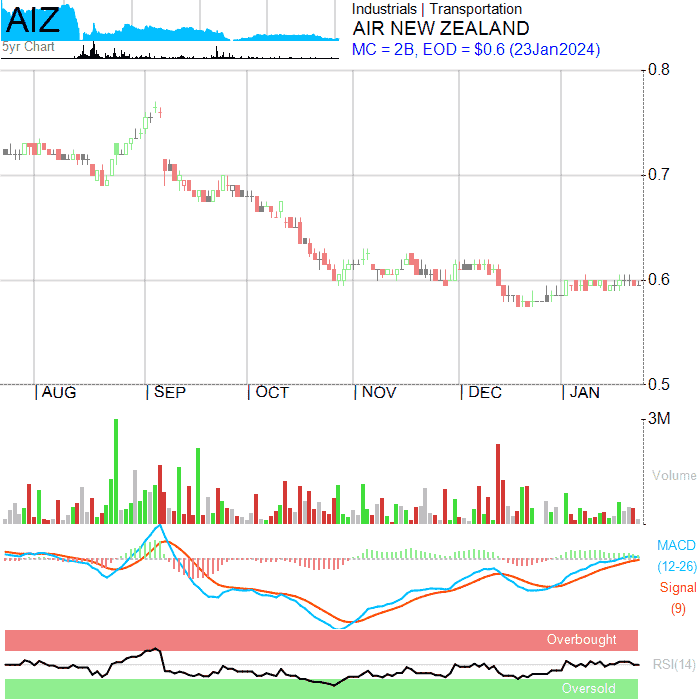 AIZ
5yr Chart
Industrials | Transportation
AIR NEW ZEALAND
MC = 2B, EOD = $0.6 (23Jan2024)
0.8
0.7
0.6
0.5
|AUG |SEP |OCT |NOV |DEC |JAN
3M
Volume
MACD
(12-26)
Signal
(9)
Overbought
RSI(14)
Oversold